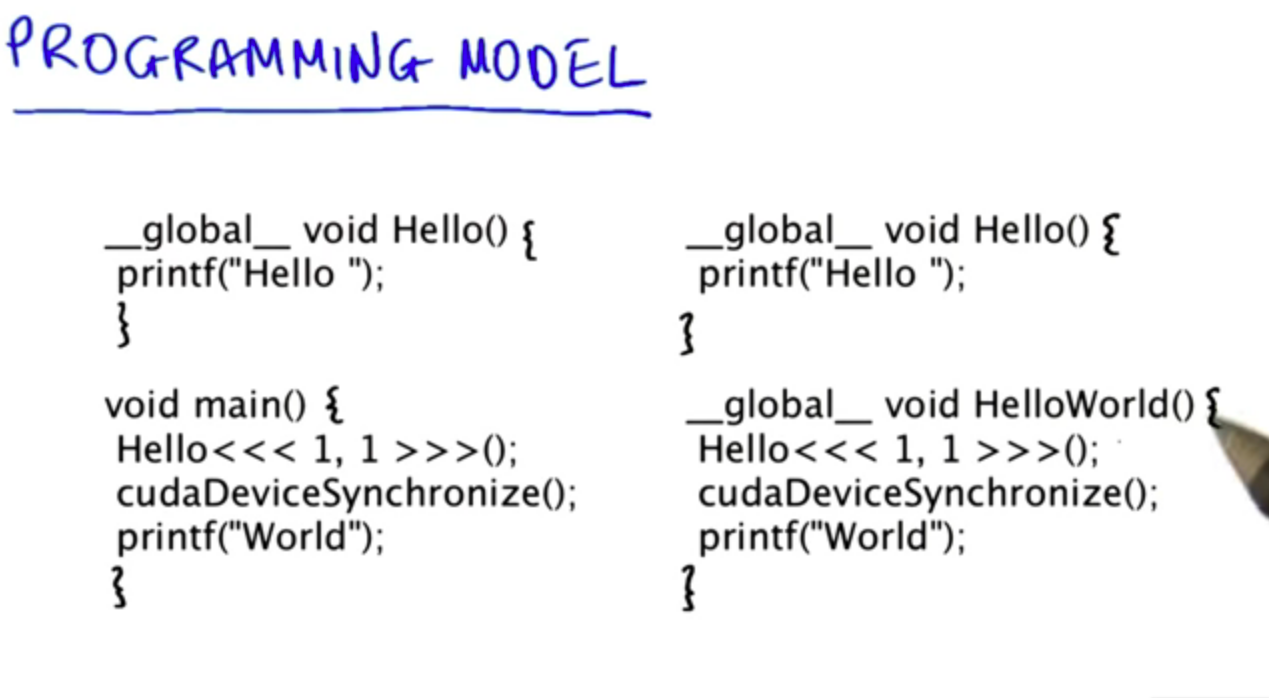 PROGRAMMING MODEL
__global__ void Hello() {
printf("Hello ");
}
void main() {
Hello<<< 1, 1 >>>();
cudaDeviceSynchronize();
printf("World");
}
__global__ void Hello() {
printf("Hello ");
}
__global__ void HelloWorld() {
Hello<<< 1, 1 >>>();
cudaDeviceSynchronize();
printf("World");
}